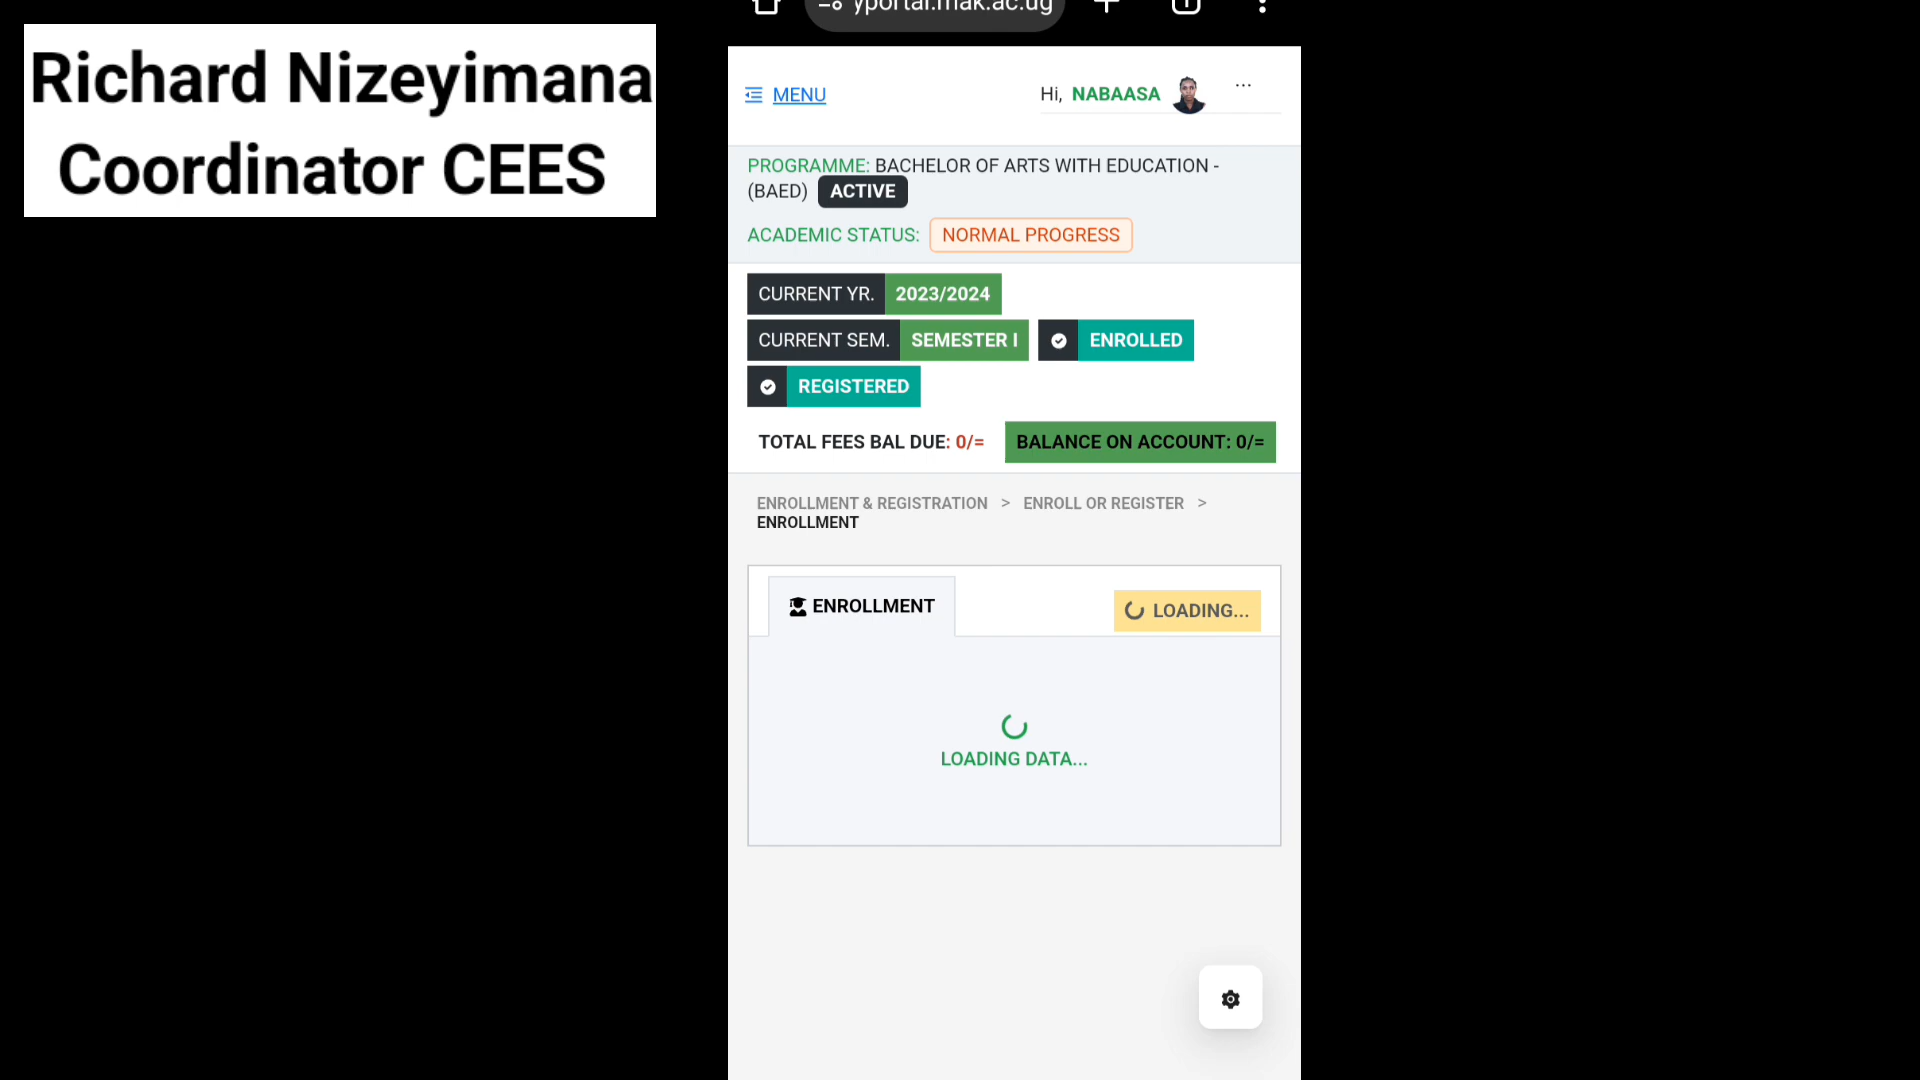 Richard Nizeyimana
Coordinator CEES
yportal.mak.ac.ug
MENU
Hi, NABAASA
PROGRAMME: BACHELOR OF ARTS WITH EDUCATION -
(BAED) ACTIVE
ACADEMIC STATUS: NORMAL PROGRESS
CURRENT YR. 2023/2024
CURRENT SEM. SEMESTER I ENROLLED
REGISTERED
TOTAL FEES BAL DUE: 0/= BALANCE ON ACCOUNT: 0/=
ENROLLMENT & REGISTRATION > ENROLL OR REGISTER >
ENROLLMENT
ENROLLMENT LOADING...
LOADING DATA...